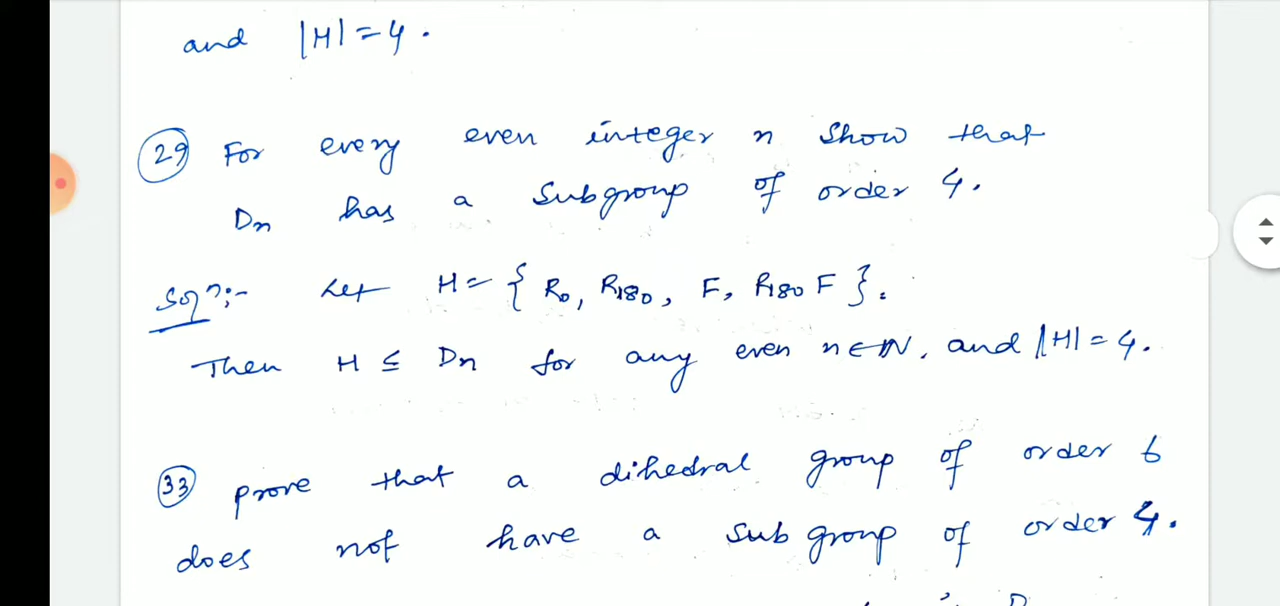 and |H| = 4.
(29) For every even integer n show that
Dn has a subgroup of order 4.
Soln:- Let H = { R₀, R₁₈₀, F, R₁₈₀ F }.
Then H ≤ Dn for any even n ∈ N, and |H| = 4.
(33) prove that a dihedral group of order 6
does not have a sub group of order 4.